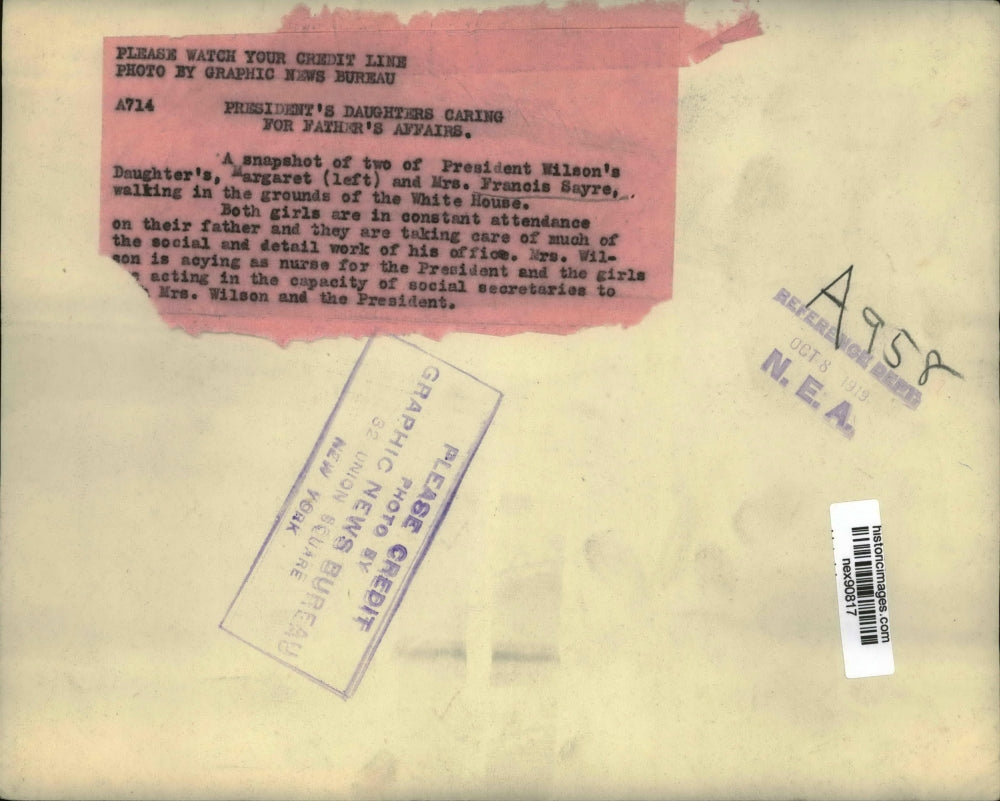 PLEASE WATCH YOUR CREDIT LINE
PHOTO BY GRAPHIC NEWS BUREAU
A714 PRESIDENT'S DAUGHTERS CARING
FOR FATHER'S AFFAIRS.
A snapshot of two of President Wilson's
Daughter's, Margaret (left) and Mrs. Francis Sayre,
walking in the grounds of the White House.
Both girls are in constant attendance
on their father and they are taking care of much of
the social and detail work of his office. Mrs. Wil-
son is acying as nurse for the President and the girls
acting in the capacity of social secretaries to
Mrs. Wilson and the President.
A958
REFERENCE DEPT
OCT 8 1919
N. E. A.
PLEASE CREDIT
PHOTO BY
GRAPHIC NEWS BUREAU
32 UNION SQUARE
NEW YORK
historicimages.com
nex90817